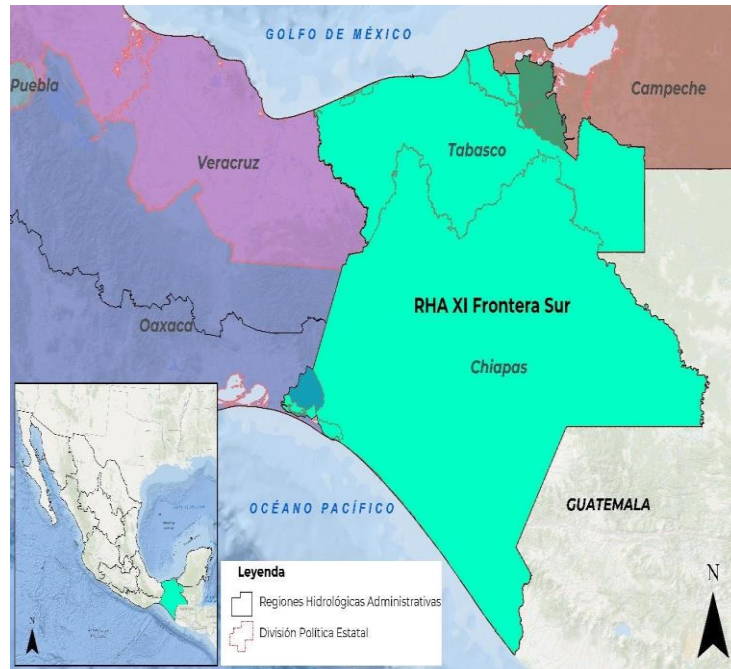 GOLFO DE MÉXICO
Puebla
Campeche
Veracruz
Tabasco
RHA XI Frontera Sur
Oaxaca
Chiapas
OCÉANO PACÍFICO
GUATEMALA
Leyenda
Regiones Hidrológicas Administrativas
División Política Estatal
N
N